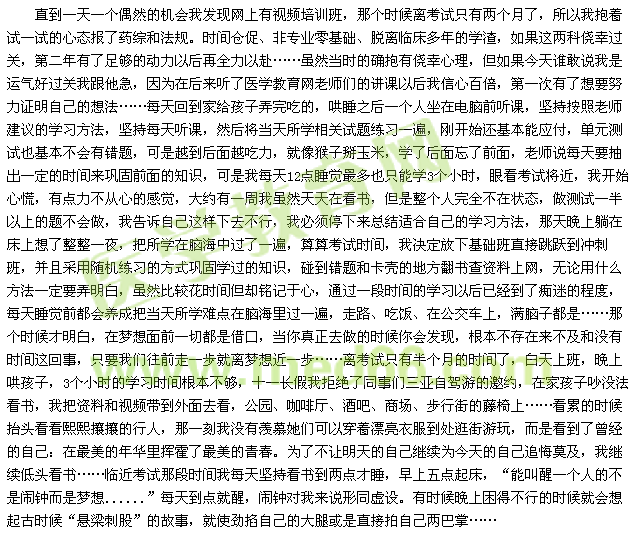 直到一天一个偶然的机会我发现网上有视频培训班，那个时候离考试只有两个月了，所以我抱着
试一试的心态报了药综和法规。时间仓促、非专业零基础、脱离临床多年的学渣，如果这两科侥幸过
关，第二年有了足够的动力以后再全力以赴……虽然当时的确抱有侥幸心理，但如果今天谁敢说我是
运气好过关我跟他急，因为在后来听了医学教育网老师们的讲课以后我信心百倍，第一次有了想要努
力证明自己的想法……每天回到家给孩子弄完吃的，哄睡之后一个人坐在电脑前听课，坚持按照老师
建议的学习方法，坚持每天听课，然后将当天所学相关试题练习一遍，刚开始还基本能应付，单元测
试也基本不会有错题，可是越到后面越吃力，就像猴子掰玉米，学了后面忘了前面，老师说每天要抽
出一定的时间来巩固前面的知识，可是我每天12点睡觉最多也只能学3个小时，眼看考试将近，我开始
心慌，有点力不从心的感觉，大约有一周我虽然天天在看书，但是整个人完全不在状态，做测试一半
以上的题不会做，我告诉自己这样下去不行，我必须停下来总结适合自己的学习方法，那天晚上躺在
床上想了整整一夜，把所学在脑海中过了一遍，算算考试时间，我决定放下基础班直接跳跃到冲刺
班，并且采用随机练习的方式巩固学过的知识，碰到错题和卡壳的地方翻书查资料上网，无论用什么
方法一定要弄明白，虽然比较花时间但却铭记于心，通过一段时间的学习以后已经到了痴迷的程度，
每天睡觉前都会养成把当天所学难点在脑海里过一遍，走路、吃饭、在公交车上，满脑子都是……那
个时候才明白，在梦想面前一切都是借口，当你真正去做的时候你会发现，根本不存在来不及和没有
时间这回事，只要我们往前走一步就离梦想近一步……离考试只有半个月的时间了，白天上班，晚上
哄孩子，3个小时的学习时间根本不够，十一长假我拒绝了同事们三亚自驾游的邀约，在家孩子吵没法
看书，我把资料和视频带到外面去看，公园、咖啡厅、酒吧、商场、步行街的藤椅上……看累的时候
抬头看看熙熙攘攘的行人，那一刻我没有羡慕她们可以穿着漂亮衣服到处逛街游玩，而是看到了曾经
的自己：在最美的年华里挥霍了最美的青春。为了不让明天的自己继续为今天的自己追悔莫及，我继
续低头看书……临近考试那段时间我每天坚持看书到两点才睡，早上五点起床，“能叫醒一个人的不
是闹钟而是梦想......”每天到点就醒，闹钟对我来说形同虚设。有时候晚上困得不行的时候就会想
起古时候“悬梁刺股”的故事，就使劲掐自己的大腿或是直接拍自己两巴掌……
医学教育网
www.med66.com